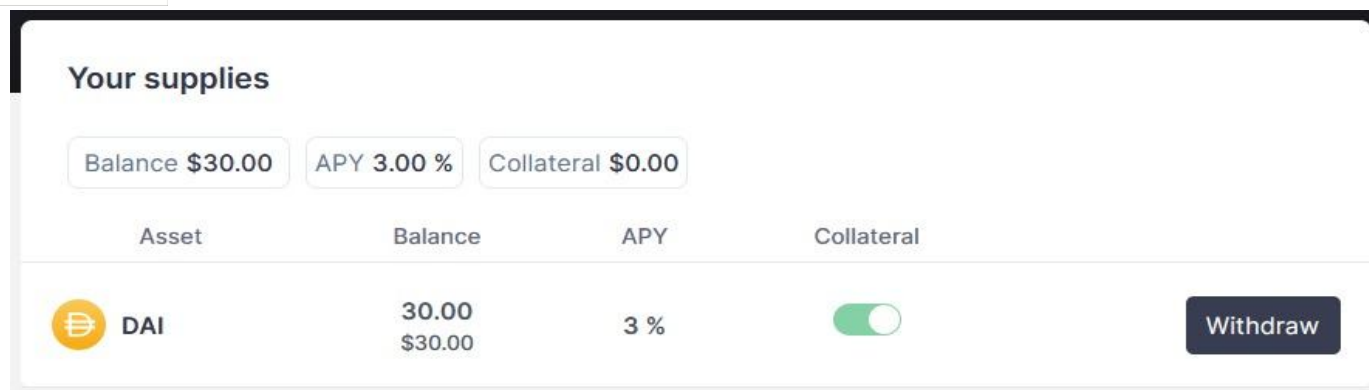 Your supplies
Balance $30.00 APY 3.00 % Collateral $0.00
Asset Balance APY Collateral
DAI 30.00 3 % Withdraw
$30.00